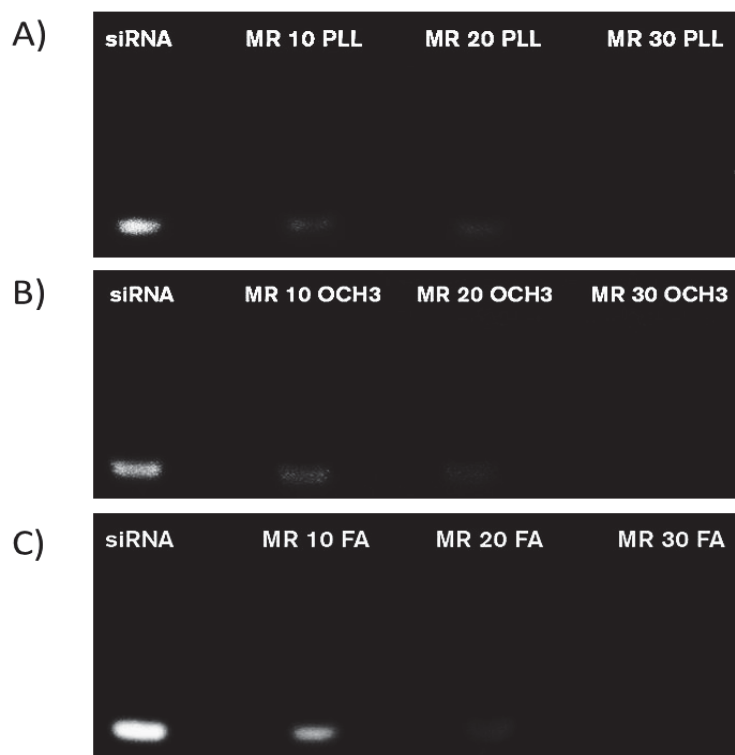 A)
siRNA MR 10 PLL MR 20 PLL MR 30 PLL
B)
siRNA MR 10 OCH3 MR 20 OCH3 MR 30 OCH3
C)
siRNA MR 10 FA MR 20 FA MR 30 FA